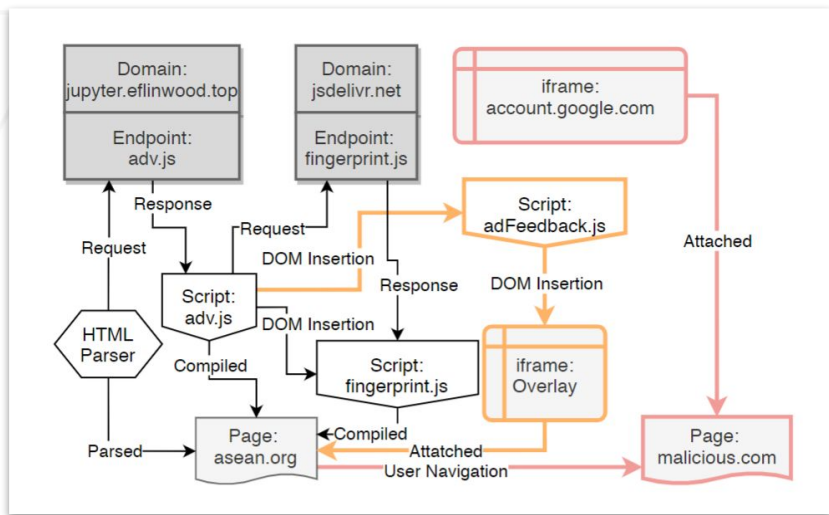 Domain:
jupyter.eflinwood.top
Endpoint:
adv.js
Domain:
jsdelivr.net
Endpoint:
fingerprint.js
iframe:
account.google.com
Response
Request
Request
DOM Insertion
Script:
adFeedback.js
Attached
DOM Insertion
Script:
adv.js
DOM Insertion
Response
HTML
Parser
Compiled
Script:
fingerprint.js
iframe:
Overlay
Parsed
Page:
asean.org
Compiled
Attatched
User Navigation
Page:
malicious.com